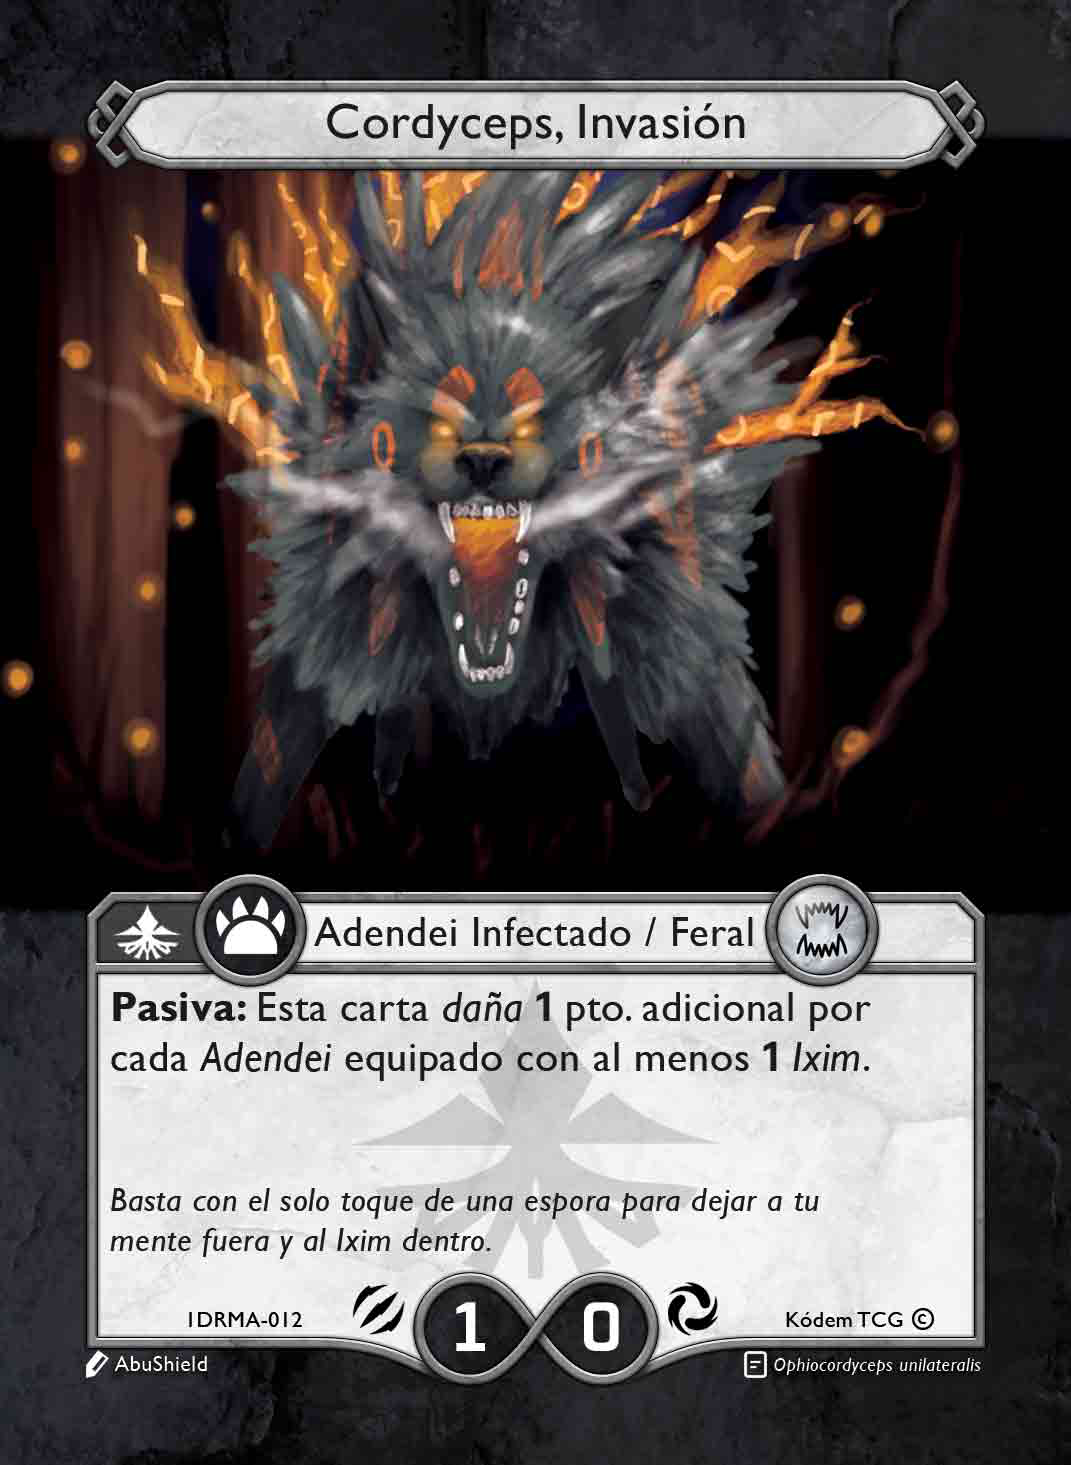 Cordyceps, Invasión
Adendei Infectado / Feral
Pasiva: Esta carta daña 1 pto. adicional por
cada Adendei equipado con al menos 1 Ixim.
Basta con el solo toque de una espora para dejar a tu
mente fuera y al Ixim dentro.
1DRMA-012
1 0
Kódem TCG ©
AbuShield
Ophiocordyceps unilateralis